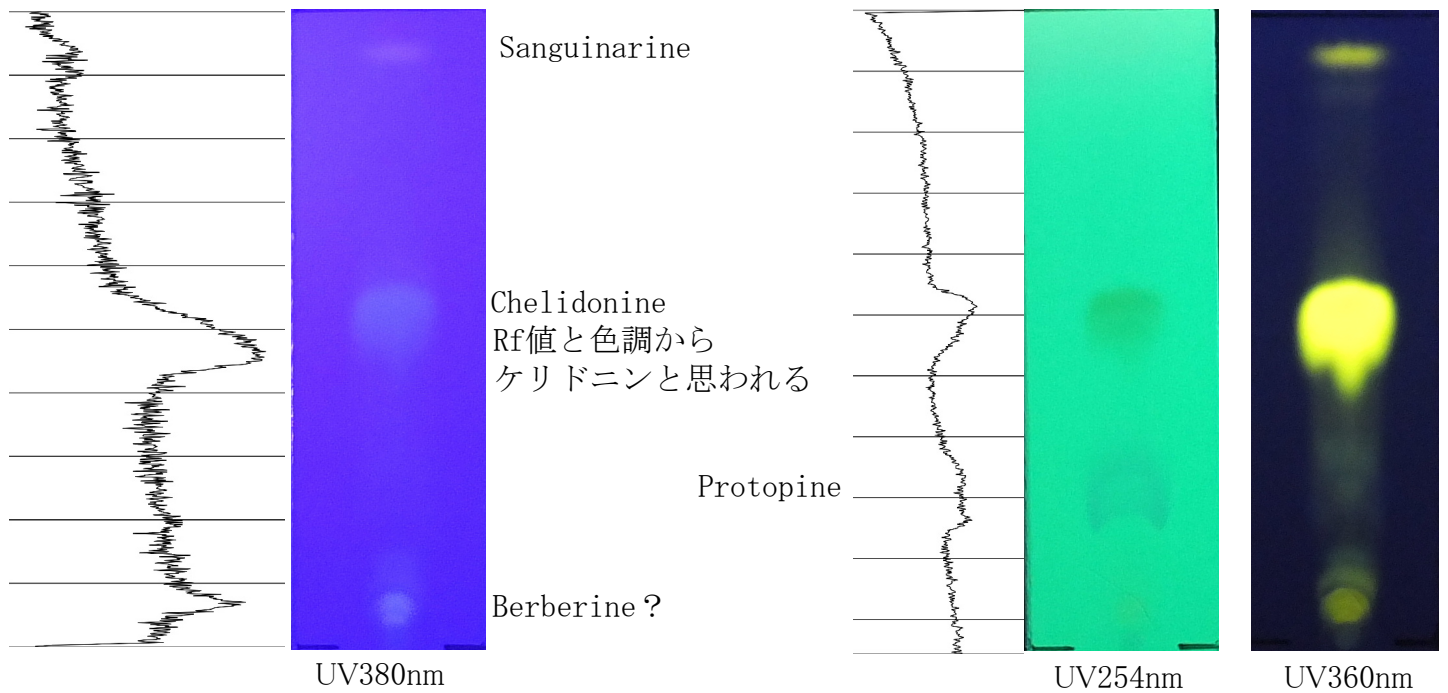 Sanguinarine
Chelidonine
Rf値と色調から
ケリドニンと思われる
Protopine
Berberine？
UV380nm
UV254nm
UV360nm